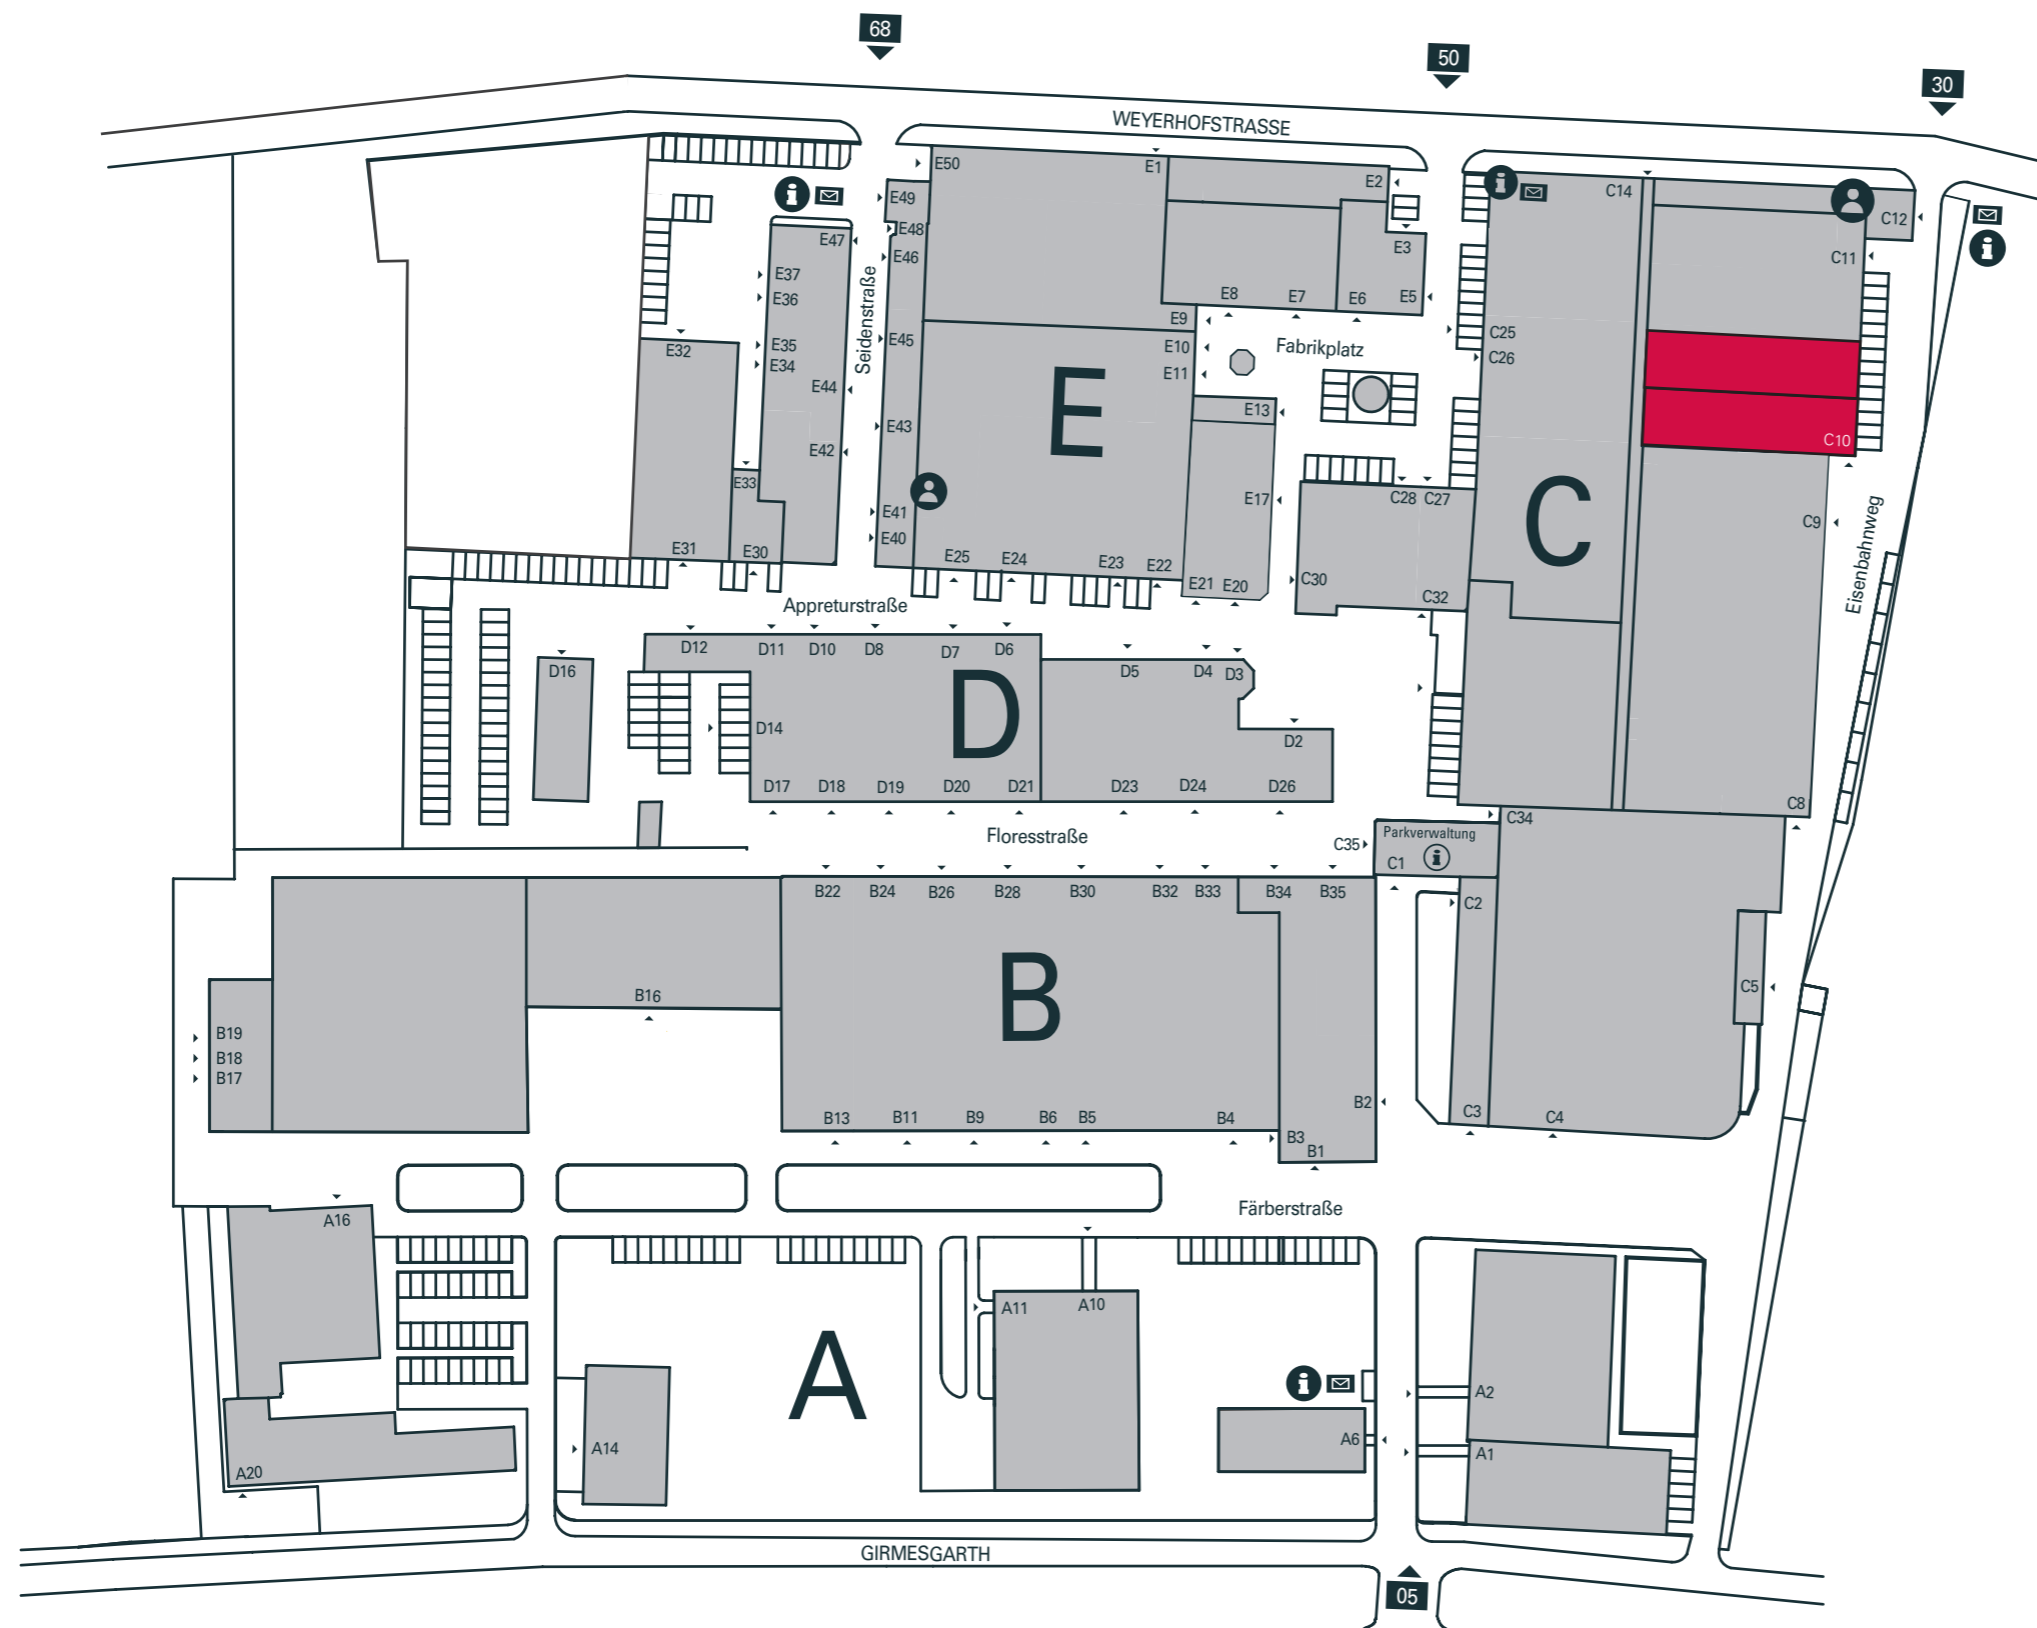 68
50
30
WEYERHOFSTRASSE
E50
E1
E2
C14
E49
C12
E48
E47
E3
E46
C11
E37
E36
E8
E7
E6
E5
Seidenstraße
E9
C25
E45
E35
E10
Fabrikplatz
C26
E32
E34
E11
E44
E
E13
E43
C10
E42
E33
E17
C28
C27
C
E41
C9
E40
Eisenbahnweg
E31
E30
E25
E24
E23
E22
E21
E20
C30
C32
Appreturstraße
D12
D11
D10
D8
D7
D6
D16
D5
D4
D3
D
D14
D2
D17
D18
D19
D20
D21
D23
D24
D26
C8
C34
Floresstraße
Parkverwaltung
C35
C1
B22
B24
B26
B28
B30
B32
B33
B34
B35
C2
B
B16
C5
B19
B18
B17
B13
B11
B9
B6
B5
B4
B2
B3
B1
C3
C4
Färberstraße
A16
A11
A10
A
A2
A14
A6
A1
A20
GIRMESGARTH
05